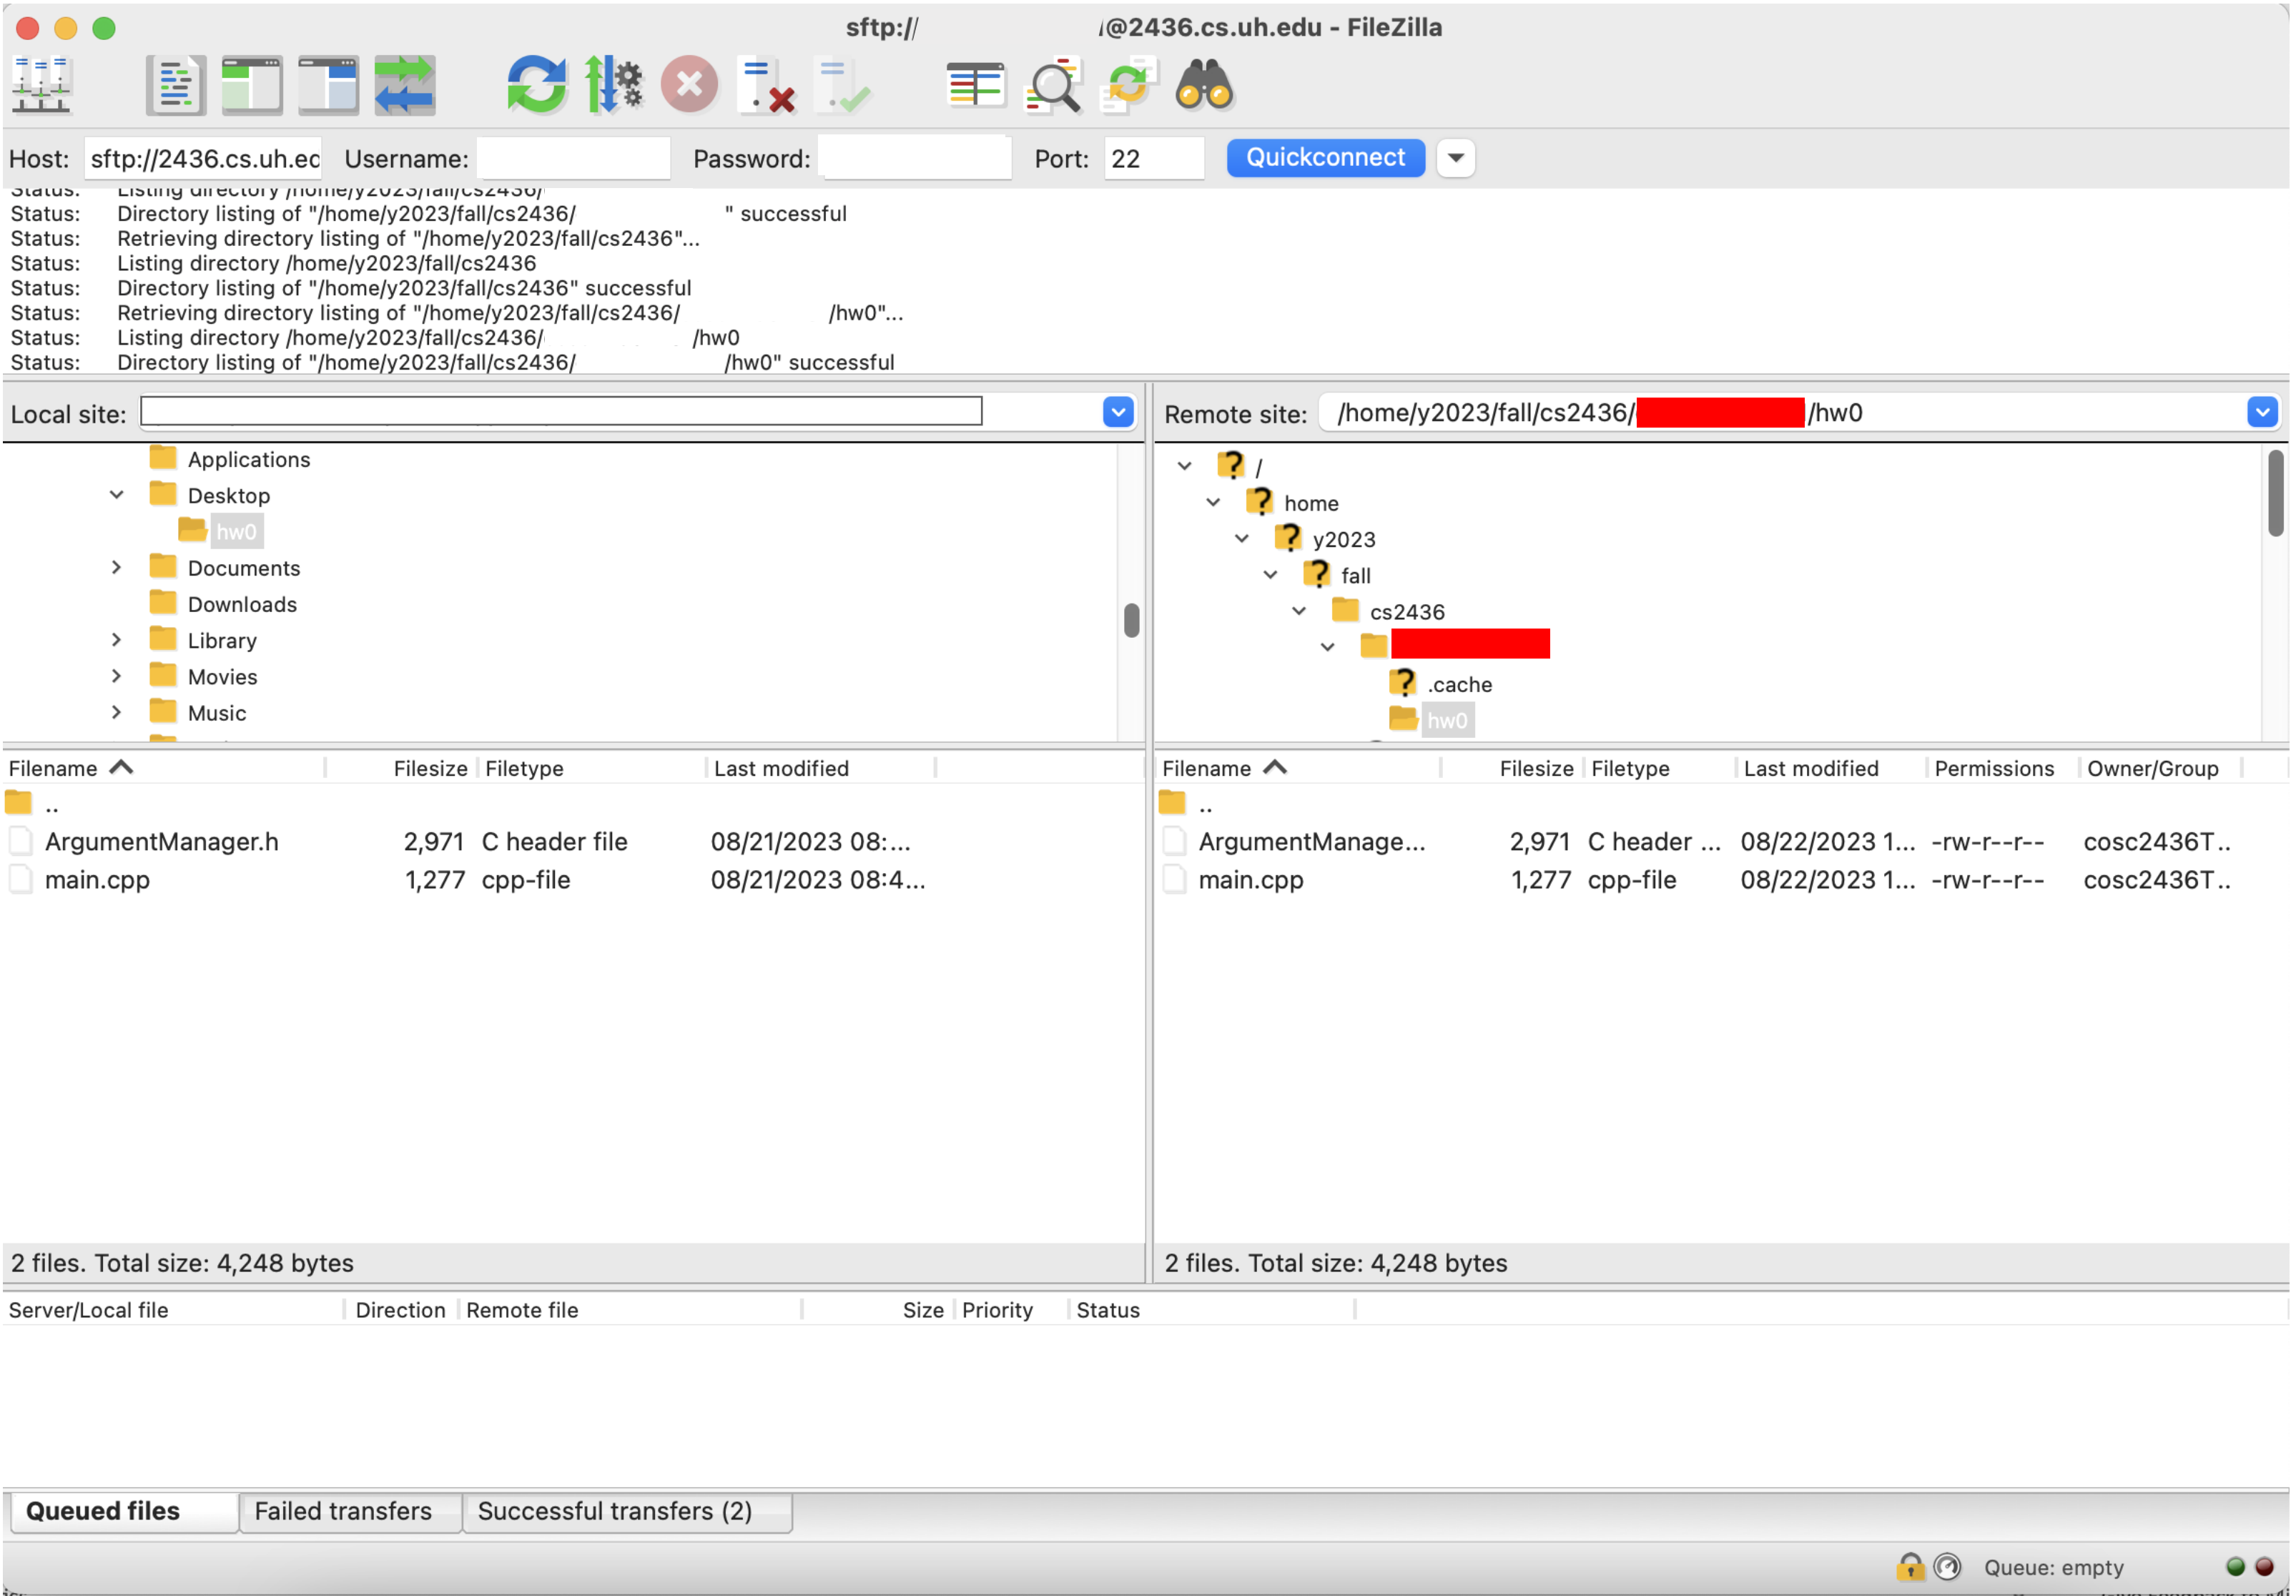 sftp:// @2436.cs.uh.edu - FileZilla
Host: sftp://2436.cs.uh.ec Username: Password: Port: 22 Quickconnect
Status: Listing directory /home/y2023/fall/cs2436/
Status: Directory listing of "/home/y2023/fall/cs2436/ " successful
Status: Retrieving directory listing of "/home/y2023/fall/cs2436"...
Status: Listing directory /home/y2023/fall/cs2436
Status: Directory listing of "/home/y2023/fall/cs2436" successful
Status: Retrieving directory listing of "/home/y2023/fall/cs2436/ /hw0"...
Status: Listing directory /home/y2023/fall/cs2436/ /hw0
Status: Directory listing of "/home/y2023/fall/cs2436/ /hw0" successful
Local site:
Applications
Desktop
hw0
Documents
Downloads
Library
Movies
Music
Filename Filesize Filetype Last modified
..
ArgumentManager.h 2,971 C header file 08/21/2023 08:...
main.cpp 1,277 cpp-file 08/21/2023 08:4...
2 files. Total size: 4,248 bytes
Remote site: /home/y2023/fall/cs2436/ /hw0
/
home
y2023
fall
cs2436
.cache
hw0
Filename Filesize Filetype Last modified Permissions Owner/Group
..
ArgumentManage... 2,971 C header ... 08/22/2023 1... -rw-r--r-- cosc2436T..
main.cpp 1,277 cpp-file 08/22/2023 1... -rw-r--r-- cosc2436T..
2 files. Total size: 4,248 bytes
Server/Local file Direction Remote file Size Priority Status
Queued files Failed transfers Successful transfers (2)
Queue: empty